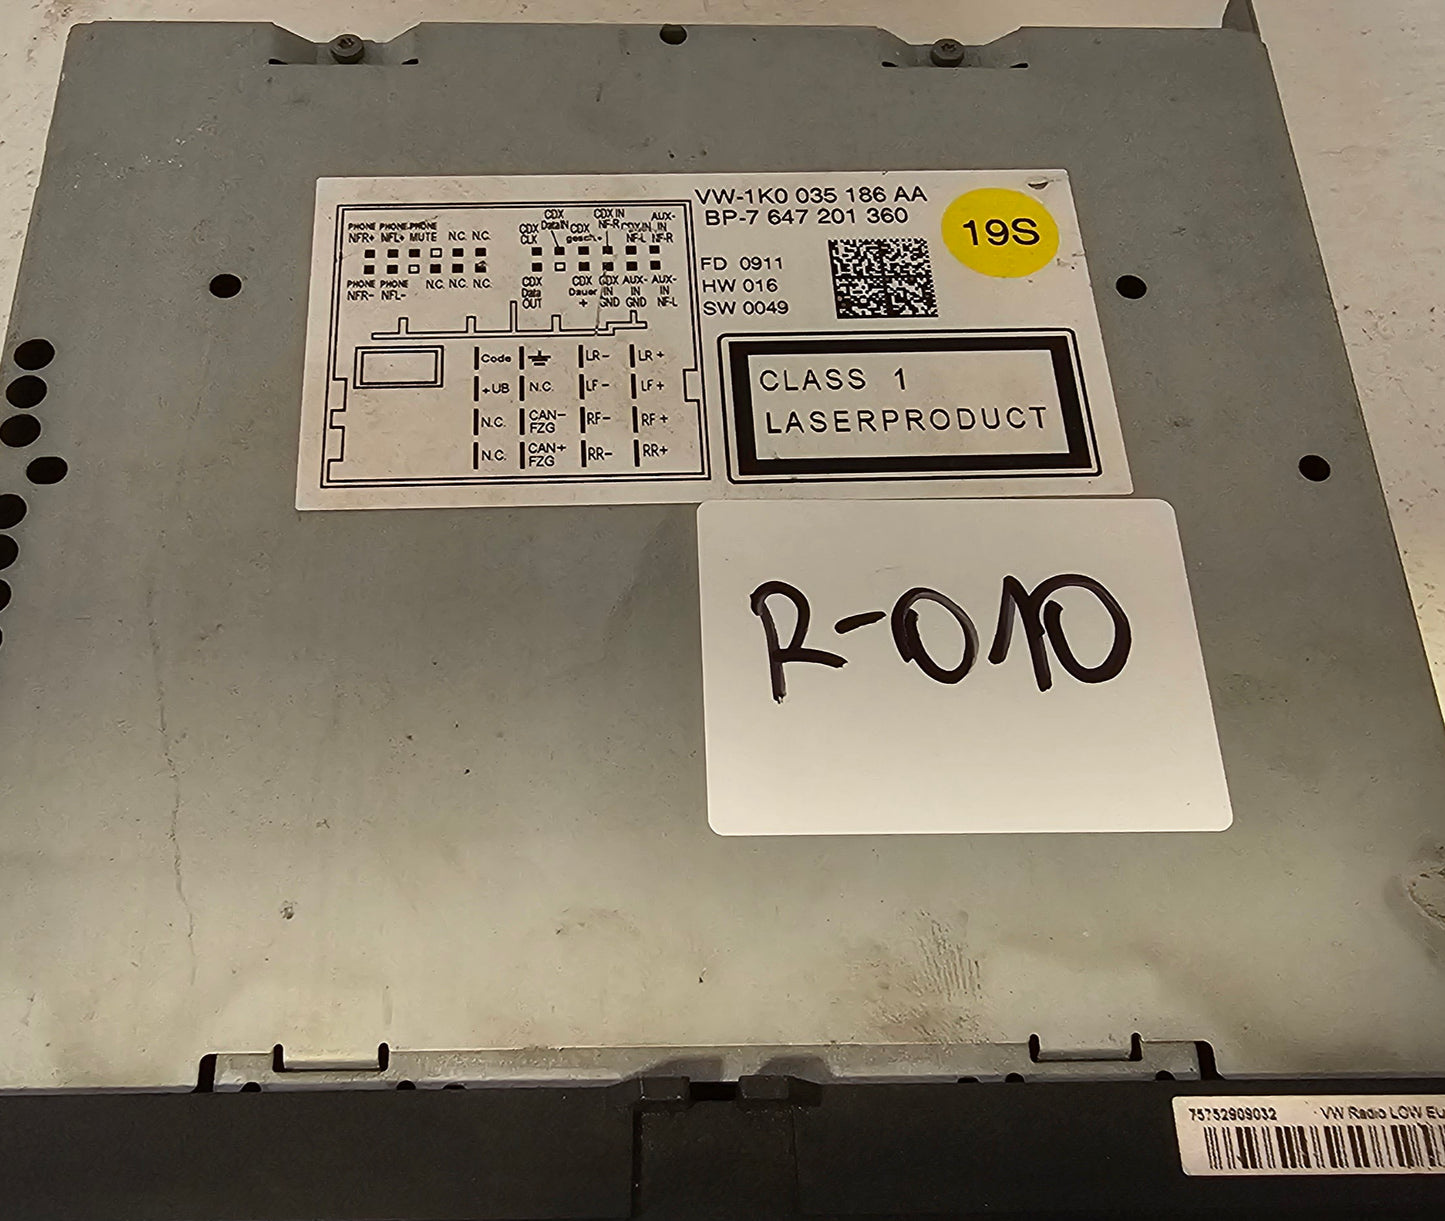 VW-1K0 035 186 AA
BP-7 647 201 360
19S
FD 0911
HW 016
SW 0049
PHONE PHONE PHONE
NFR+ NFL+ MUTE N.C. N.C.
PHONE PHONE N.C. N.C. N.C.
NFR- NFL-
CDX CLK
CDX DataIN
CDX gesch.+
CDX IN NF-R
CDX IN NF-L
AUX-IN NF-R
CDX Data OUT
CDX Dauer +
CDX IN GND
AUX-IN GND
AUX-IN NF-L
Code LR- LR+
+UB N.C. LF- LF+
N.C. CAN- FZG RF- RF+
N.C. CAN+ FZG RR- RR+
CLASS 1
LASERPRODUCT
R-010
75752909032 VW Radio LOW EU